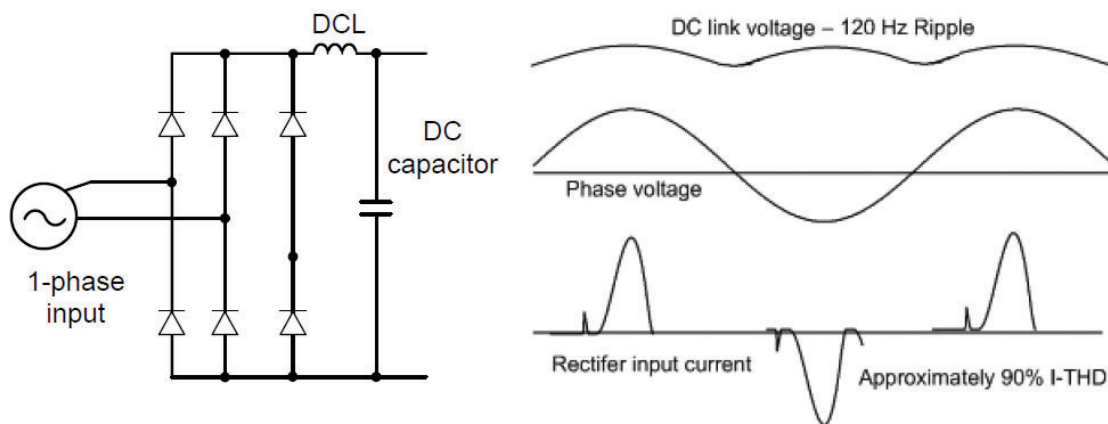 DCL
DC
capacitor
1-phase
input
DC link voltage – 120 Hz Ripple
Phase voltage
Rectifer input current
Approximately 90% I-THD